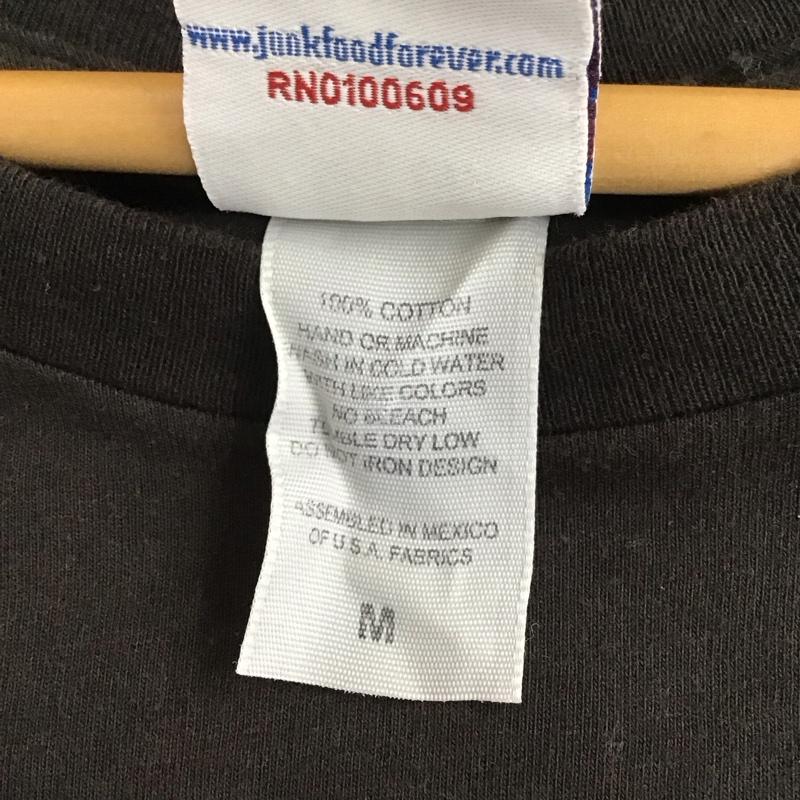 www.junkfoodforever.com
RN0100609
100% COTTON
HAND OR MACHINE
WASH IN COLD WATER
WITH LIKE COLORS
NO BLEACH
TUMBLE DRY LOW
DO NOT IRON DESIGN
ASSEMBLED IN MEXICO
OF U.S.A. FABRICS
M